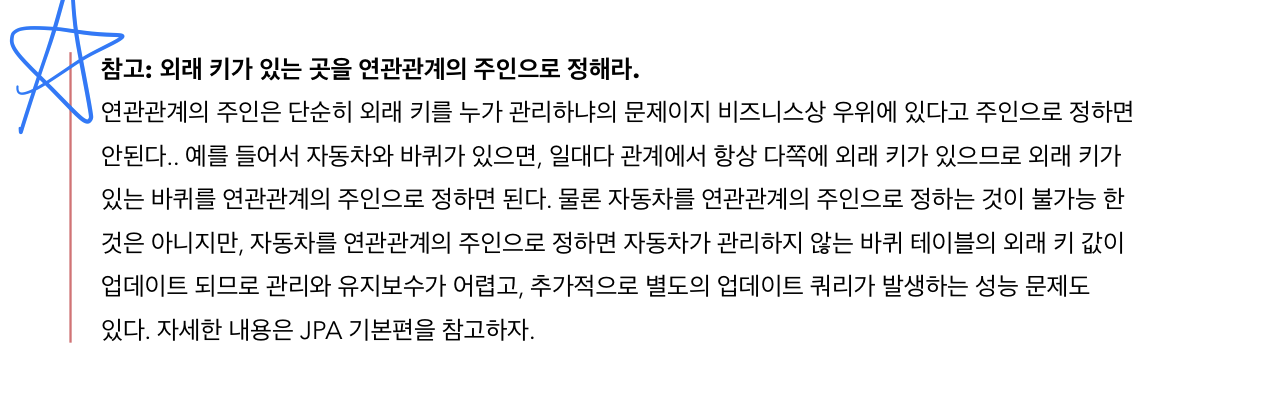 참고: 외래 키가 있는 곳을 연관관계의 주인으로 정해라.
연관관계의 주인은 단순히 외래 키를 누가 관리하냐의 문제이지 비즈니스상 우위에 있다고 주인으로 정하면
안된다.. 예를 들어서 자동차와 바퀴가 있으면, 일대다 관계에서 항상 다쪽에 외래 키가 있으므로 외래 키가
있는 바퀴를 연관관계의 주인으로 정하면 된다. 물론 자동차를 연관관계의 주인으로 정하는 것이 불가능 한
것은 아니지만, 자동차를 연관관계의 주인으로 정하면 자동차가 관리하지 않는 바퀴 테이블의 외래 키 값이
업데이트 되므로 관리와 유지보수가 어렵고, 추가적으로 별도의 업데이트 쿼리가 발생하는 성능 문제도
있다. 자세한 내용은 JPA 기본편을 참고하자.